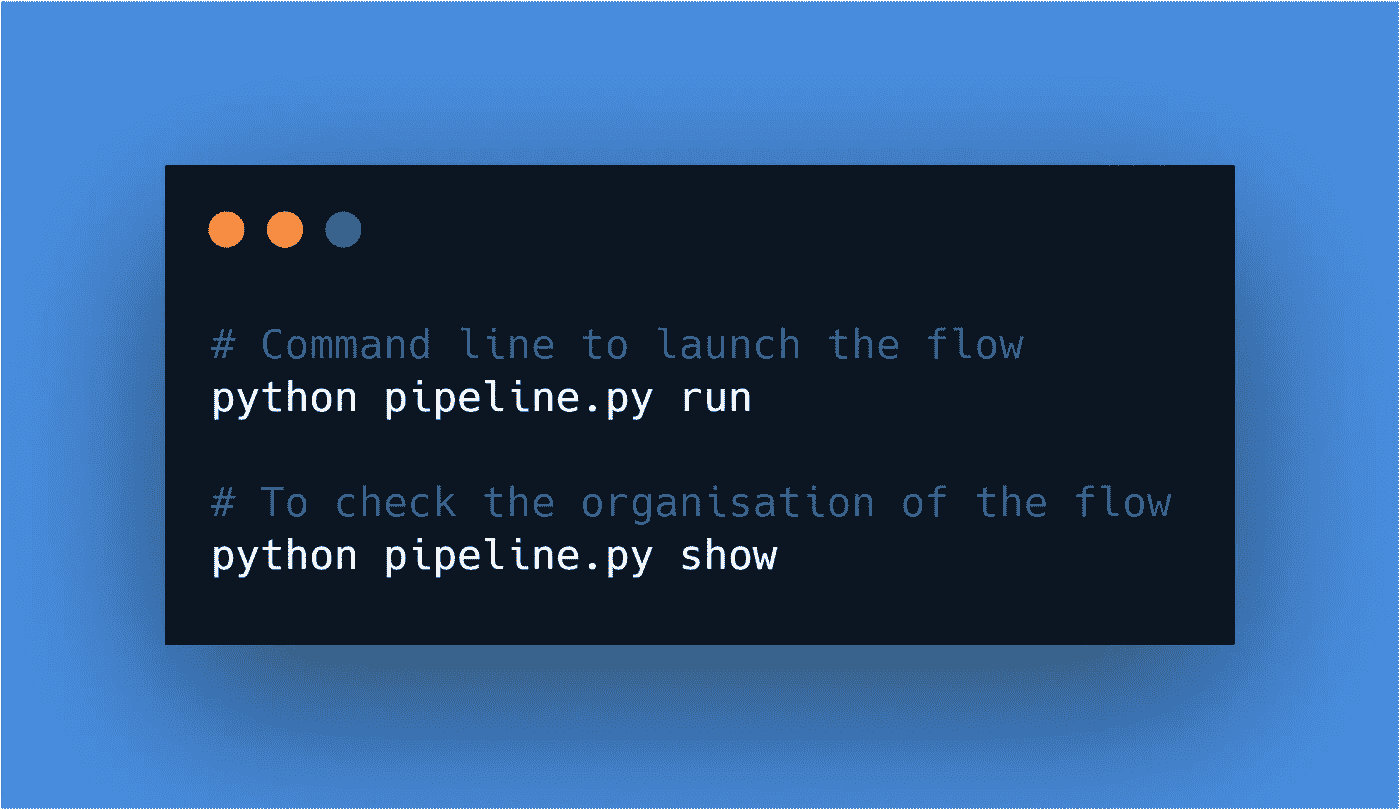 # Command line to launch the flow
python pipeline.py run
# To check the organisation of the flow
python pipeline.py show